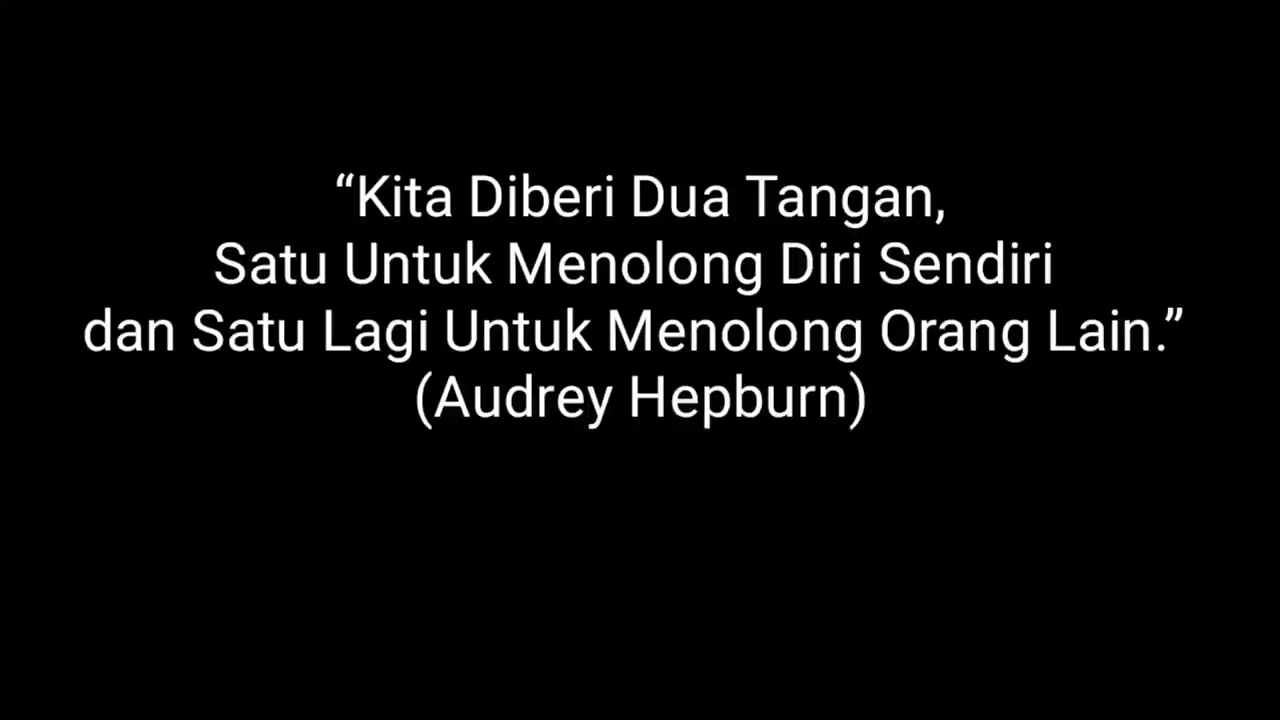 “Kita Diberi Dua Tangan,
Satu Untuk Menolong Diri Sendiri
dan Satu Lagi Untuk Menolong Orang Lain.”
(Audrey Hepburn)